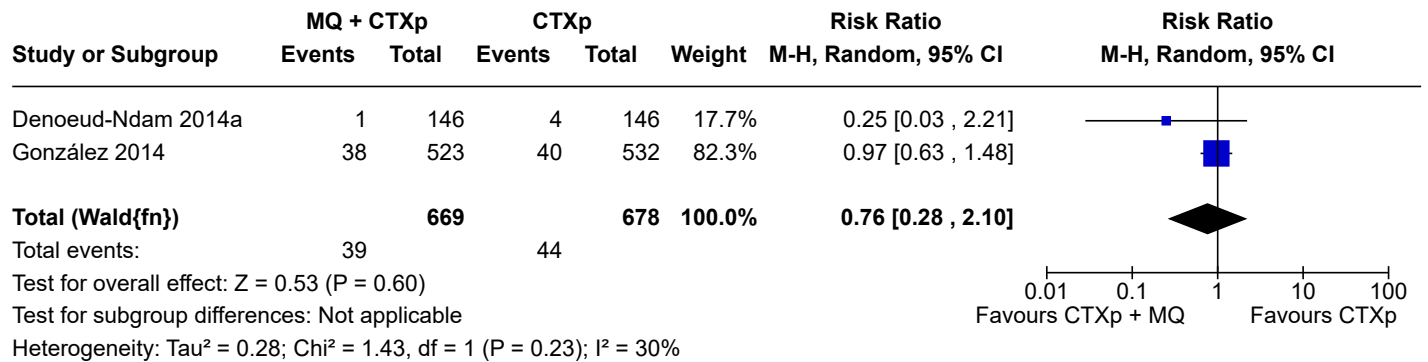 MQ + CTXp CTXp Risk Ratio Risk Ratio
Study or Subgroup Events Total Events Total Weight M-H, Random, 95% CI M-H, Random, 95% CI
Denoeud-Ndam 2014a 1 146 4 146 17.7% 0.25 [0.03 , 2.21]
González 2014 38 523 40 532 82.3% 0.97 [0.63 , 1.48]
Total (Wald{fn}) 669 678 100.0% 0.76 [0.28 , 2.10]
Total events: 39 44
Test for overall effect: Z = 0.53 (P = 0.60)
0.01 0.1 1 10 100
Test for subgroup differences: Not applicable Favours CTXp + MQ Favours CTXp
Heterogeneity: Tau² = 0.28; Chi² = 1.43, df = 1 (P = 0.23); I² = 30%